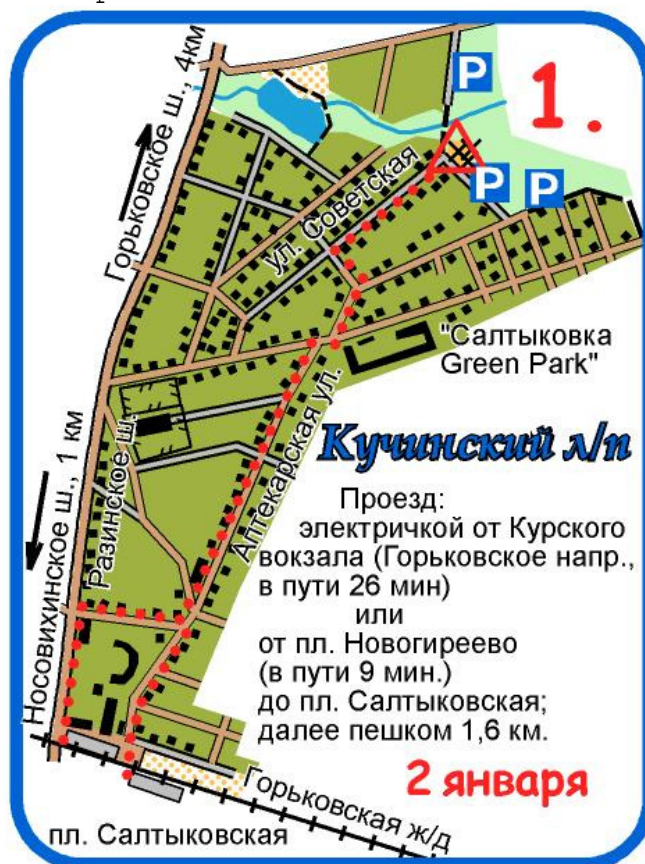 Горьковское ш., 4км
P
1.
P
P
ул. Советская
"Салтыковка
Green Park"
Аптекарская ул.
Разинское ш.
Носовихинское ш., 1 км
Кучинский л/п
Проезд:
электричкой от Курского
вокзала (Горьковское напр.,
в пути 26 мин)
или
от пл. Новогиреево
(в пути 9 мин.)
до пл. Салтыковская;
далее пешком 1,6 км.
2 января
Горьковская ж/д
пл. Салтыковская